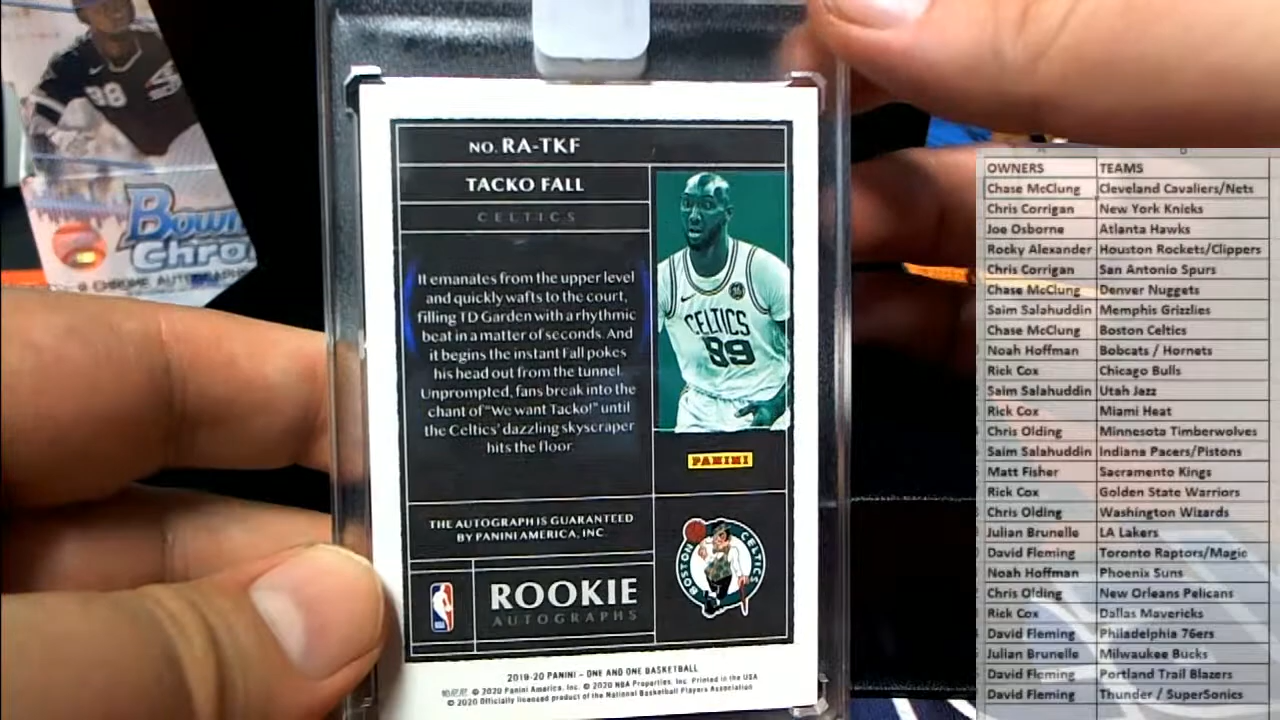 98
Bown
Chro
CHROME AUTOGRAPH
NO. RA-TKF
TACKO FALL
CELTICS
It emanates from the upper level
and quickly wafts to the court,
filling TD Garden with a rhythmic
beat in a matter of seconds. And
it begins the instant Fall pokes
his head out from the tunnel.
Unprompted, fans break into the
chant of "We want Tacko!" until
the Celtics' dazzling skyscraper
hits the floor.
CELTICS
99
PANINI
THE AUTOGRAPH IS GUARANTEED
BY PANINI AMERICA, INC.
BOSTON CELTICS
NBA
ROOKIE
AUTOGRAPHS
2019-20 PANINI – ONE AND ONE BASKETBALL
© 2020 Panini America, Inc. © 2020 NBA Properties, Inc. Printed in the USA
© 2020 Officially licensed product of the National Basketball Players Association
OWNERS TEAMS
Chase McClung Cleveland Cavaliers/Nets
Chris Corrigan New York Knicks
Joe Osborne Atlanta Hawks
Rocky Alexander Houston Rockets/Clippers
Chris Corrigan San Antonio Spurs
Chase McClung Denver Nuggets
Saim Salahuddin Memphis Grizzlies
Chase McClung Boston Celtics
Noah Hoffman Bobcats / Hornets
Rick Cox Chicago Bulls
Saim Salahuddin Utah Jazz
Rick Cox Miami Heat
Chris Olding Minnesota Timberwolves
Saim Salahuddin Indiana Pacers/Pistons
Matt Fisher Sacramento Kings
Rick Cox Golden State Warriors
Chris Olding Washington Wizards
Julian Brunelle LA Lakers
David Fleming Toronto Raptors/Magic
Noah Hoffman Phoenix Suns
Chris Olding New Orleans Pelicans
Rick Cox Dallas Mavericks
David Fleming Philadelphia 76ers
Julian Brunelle Milwaukee Bucks
David Fleming Portland Trail Blazers
David Fleming Thunder / SuperSonics